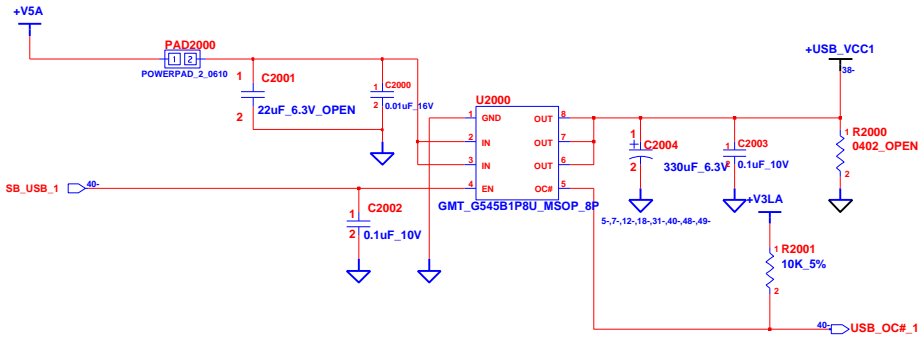 +V5A
PAD2000
1 2
POWERPAD_2_0610
+USB_VCC1
38-
1
C2001
22uF_6.3V_OPEN
2
1
C2000
0.01uF_16V
2
U2000
1 GND OUT 8
2 IN OUT 7
3 IN OUT 6
4 EN OC# 5
GMT_G545B1P8U_MSOP_8P
1
C2004
330uF_6.3V
2
1
C2003
0.1uF_10V
2
1
R2000
0402_OPEN
2
SB_USB_1
40-
1
C2002
0.1uF_10V
2
5-,7-,12-,18-,31-,40-,48-,49-
+V3LA
1
R2001
10K_5%
2
40-
USB_OC#_1